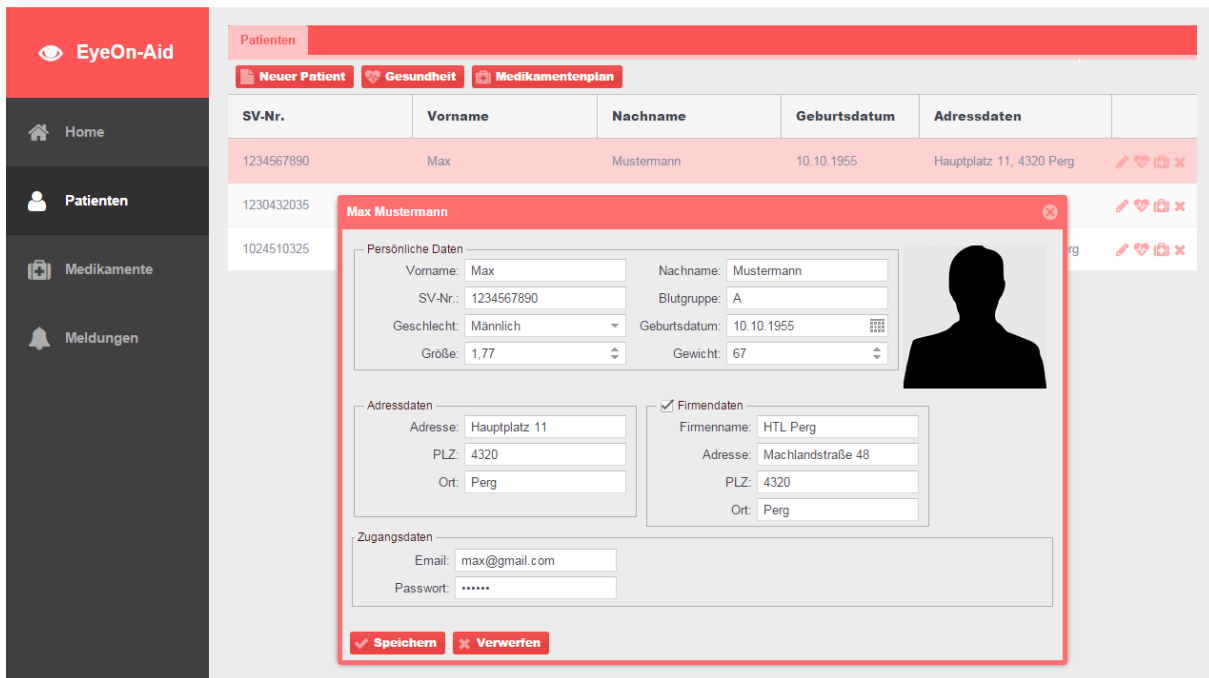 EyeOn-Aid
Home
Patienten
Medikamente
Meldungen
Patienten
Neuer Patient Gesundheit Medikamentenplan
SV-Nr. Vorname Nachname Geburtsdatum Adressdaten
1234567890 Max Mustermann 10.10.1955 Hauptplatz 11, 4320 Perg
1230432035
1024510325 rg
Max Mustermann
Persönliche Daten
Vorname: Max Nachname: Mustermann
SV-Nr.: 1234567890 Blutgruppe: A
Geschlecht: Männlich Geburtsdatum: 10.10.1955
Größe: 1,77 Gewicht: 67
Adressdaten Firmendaten
Adresse: Hauptplatz 11 Firmenname: HTL Perg
PLZ: 4320 Adresse: Machlandstraße 48
Ort: Perg PLZ: 4320
Ort: Perg
Zugangsdaten
Email: max@gmail.com
Passwort: ••••••
Speichern Verwerfen